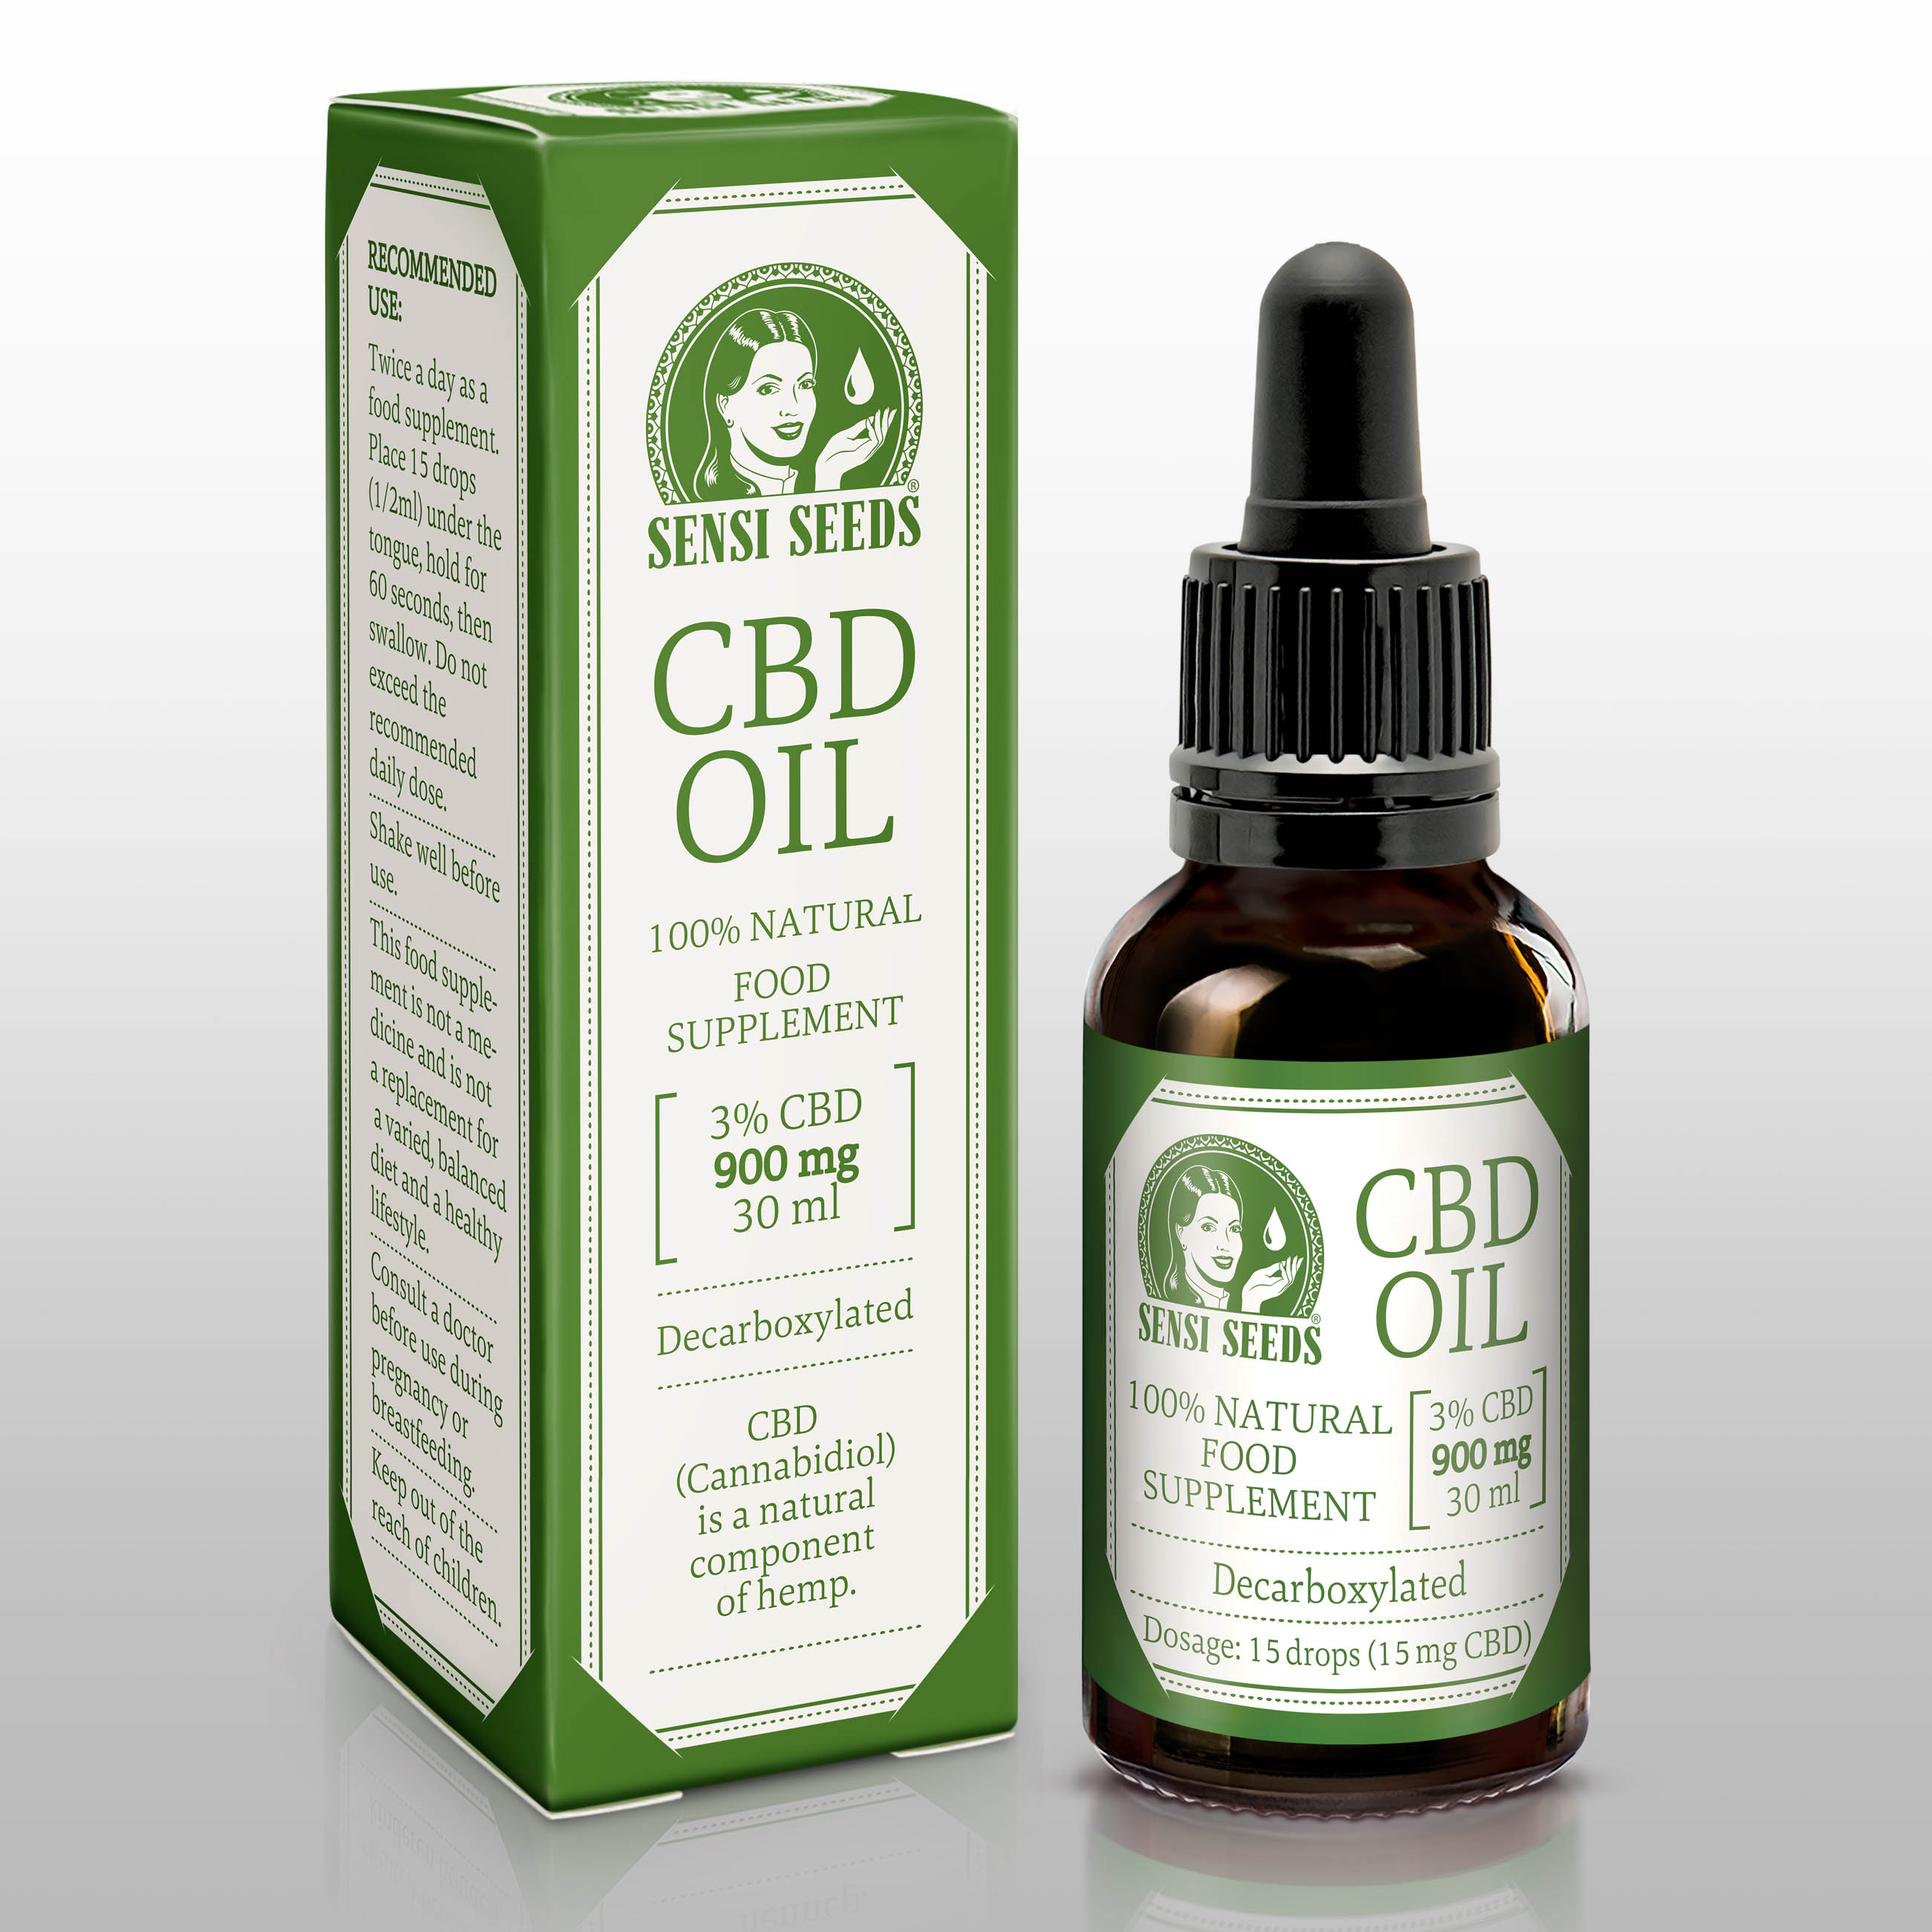 RECOMMENDED
USE:
Twice a day as a
food supplement.
Place 15 drops
(1/2ml) under the
tongue, hold for
60 seconds, then
swallow. Do not
exceed the
recommended
daily dose.
Shake well before
use.
This food supple-
ment is not a me-
dicine and is not
a replacement for
a varied, balanced
diet and a healthy
lifestyle.
Consult a doctor
before use during
pregnancy or
breastfeeding.
Keep out of the
reach of children.
®
SENSI SEEDS
CBD
OIL
100% NATURAL
FOOD
SUPPLEMENT
3% CBD
900 mg
30 ml
Decarboxylated
CBD
(Cannabidiol)
is a natural
component
of hemp.
®
SENSI SEEDS
CBD
OIL
100% NATURAL
FOOD
SUPPLEMENT
3% CBD
900 mg
30 ml
Decarboxylated
Dosage: 15 drops (15 mg CBD)